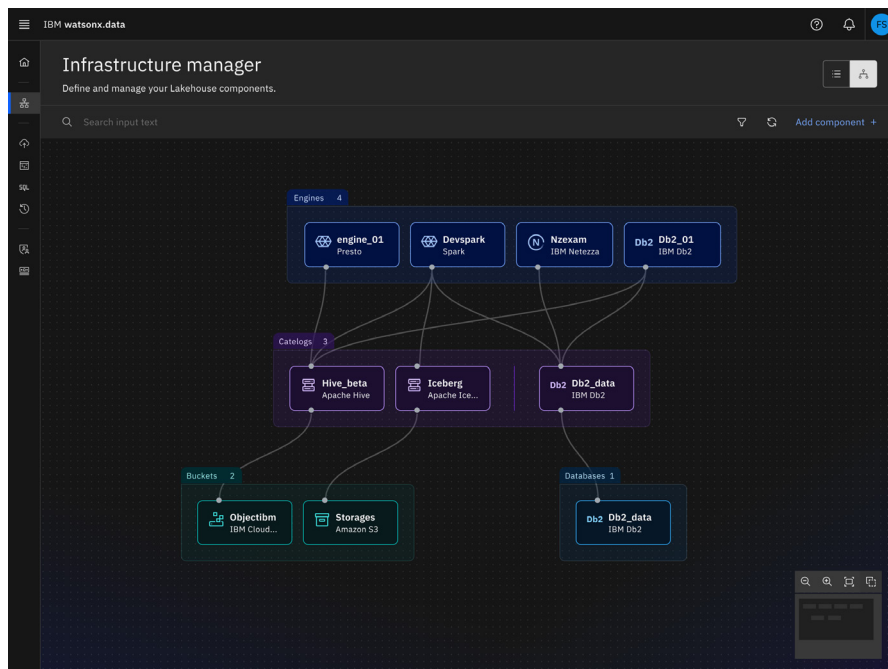 IBM watsonx.data
FS
Infrastructure manager
Define and manage your Lakehouse components.
Search input text
Add component +
SQL
Engines 4
engine_01
Presto
Devspark
Spark
N
Nzexam
IBM Netezza
Db2
Db2_01
IBM Db2
Catelogs 3
Hive_beta
Apache Hive
Iceberg
Apache Ice...
Db2
Db2_data
IBM Db2
Buckets 2
Objectibm
IBM Cloud...
Storages
Amazon S3
Databases 1
Db2
Db2_data
IBM Db2